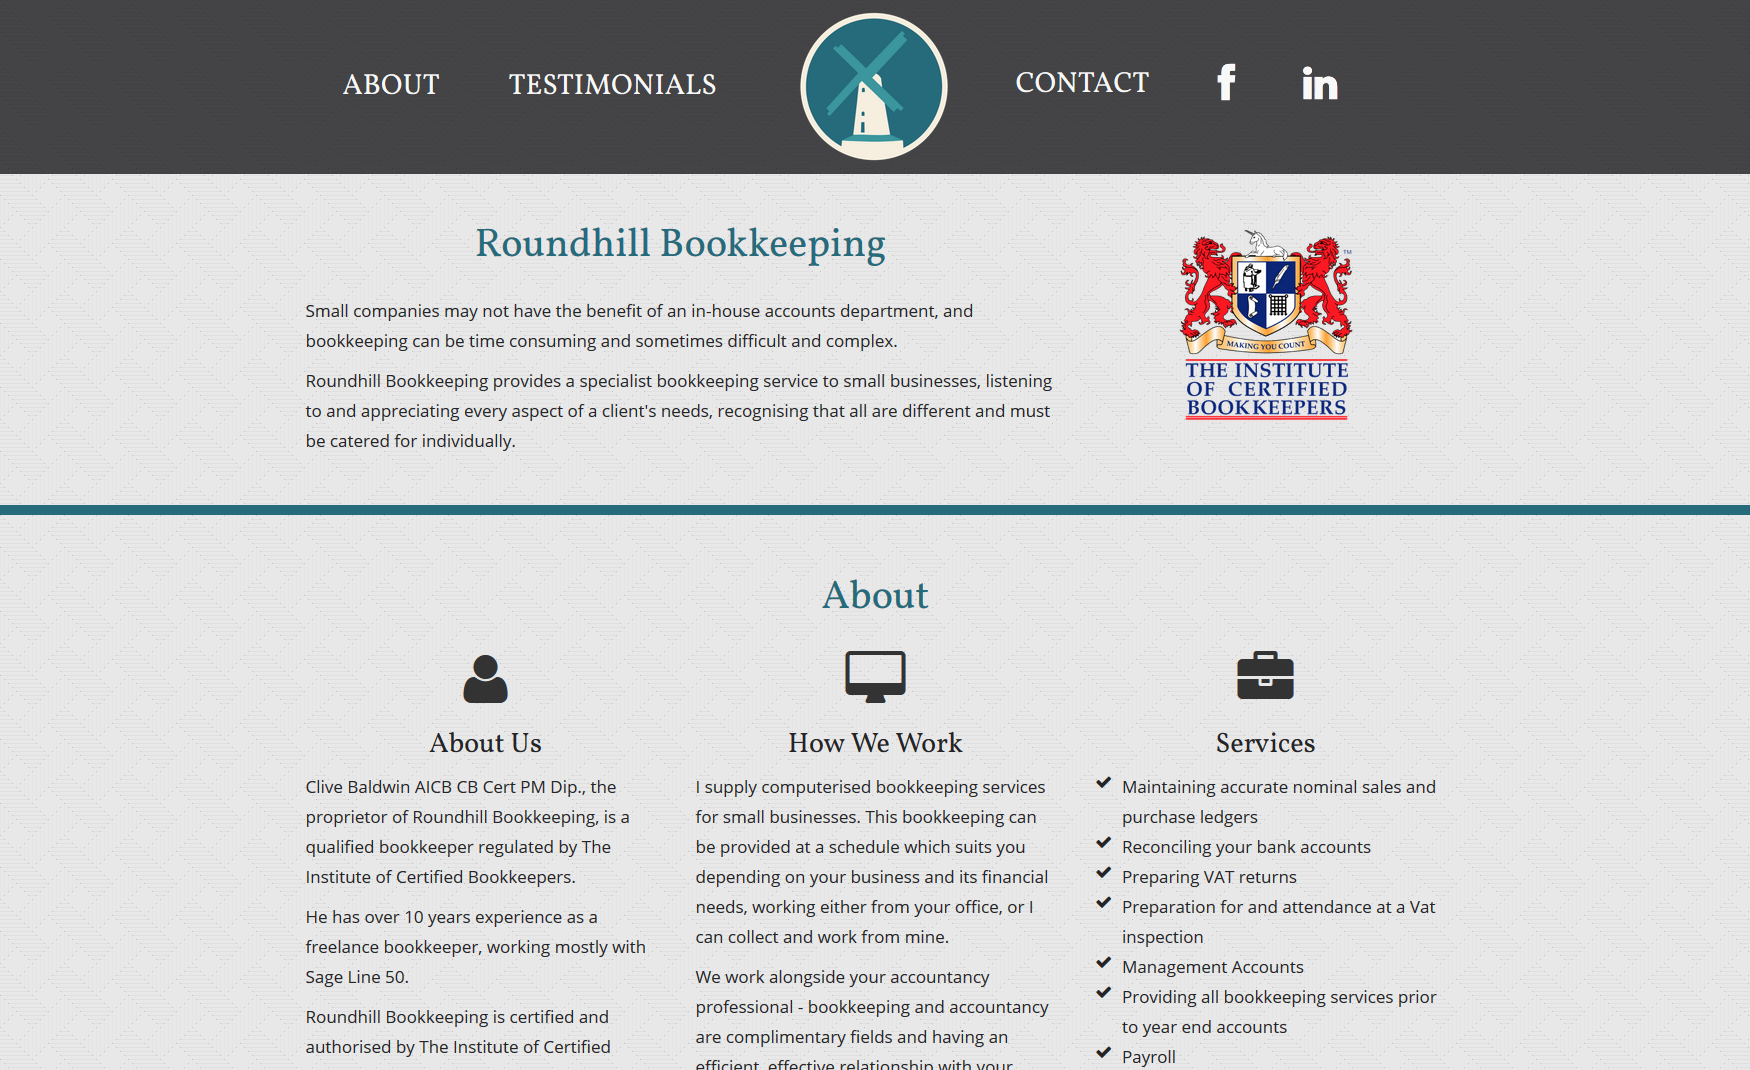 ABOUT
TESTIMONIALS
CONTACT
Roundhill Bookkeeping
Small companies may not have the benefit of an in-house accounts department, and
bookkeeping can be time consuming and sometimes difficult and complex.
Roundhill Bookkeeping provides a specialist bookkeeping service to small businesses, listening
to and appreciating every aspect of a client's needs, recognising that all are different and must
be catered for individually.
TM
MAKING YOU COUNT
THE INSTITUTE
OF CERTIFIED
BOOKKEEPERS
About
About Us
Clive Baldwin AICB CB Cert PM Dip., the
proprietor of Roundhill Bookkeeping, is a
qualified bookkeeper regulated by The
Institute of Certified Bookkeepers.
He has over 10 years experience as a
freelance bookkeeper, working mostly with
Sage Line 50.
Roundhill Bookkeeping is certified and
authorised by The Institute of Certified
How We Work
I supply computerised bookkeeping services
for small businesses. This bookkeeping can
be provided at a schedule which suits you
depending on your business and its financial
needs, working either from your office, or I
can collect and work from mine.
We work alongside your accountancy
professional - bookkeeping and accountancy
are complimentary fields and having an
efficient, effective relationship with your
Services
Maintaining accurate nominal sales and
purchase ledgers
Reconciling your bank accounts
Preparing VAT returns
Preparation for and attendance at a Vat
inspection
Management Accounts
Providing all bookkeeping services prior
to year end accounts
Payroll